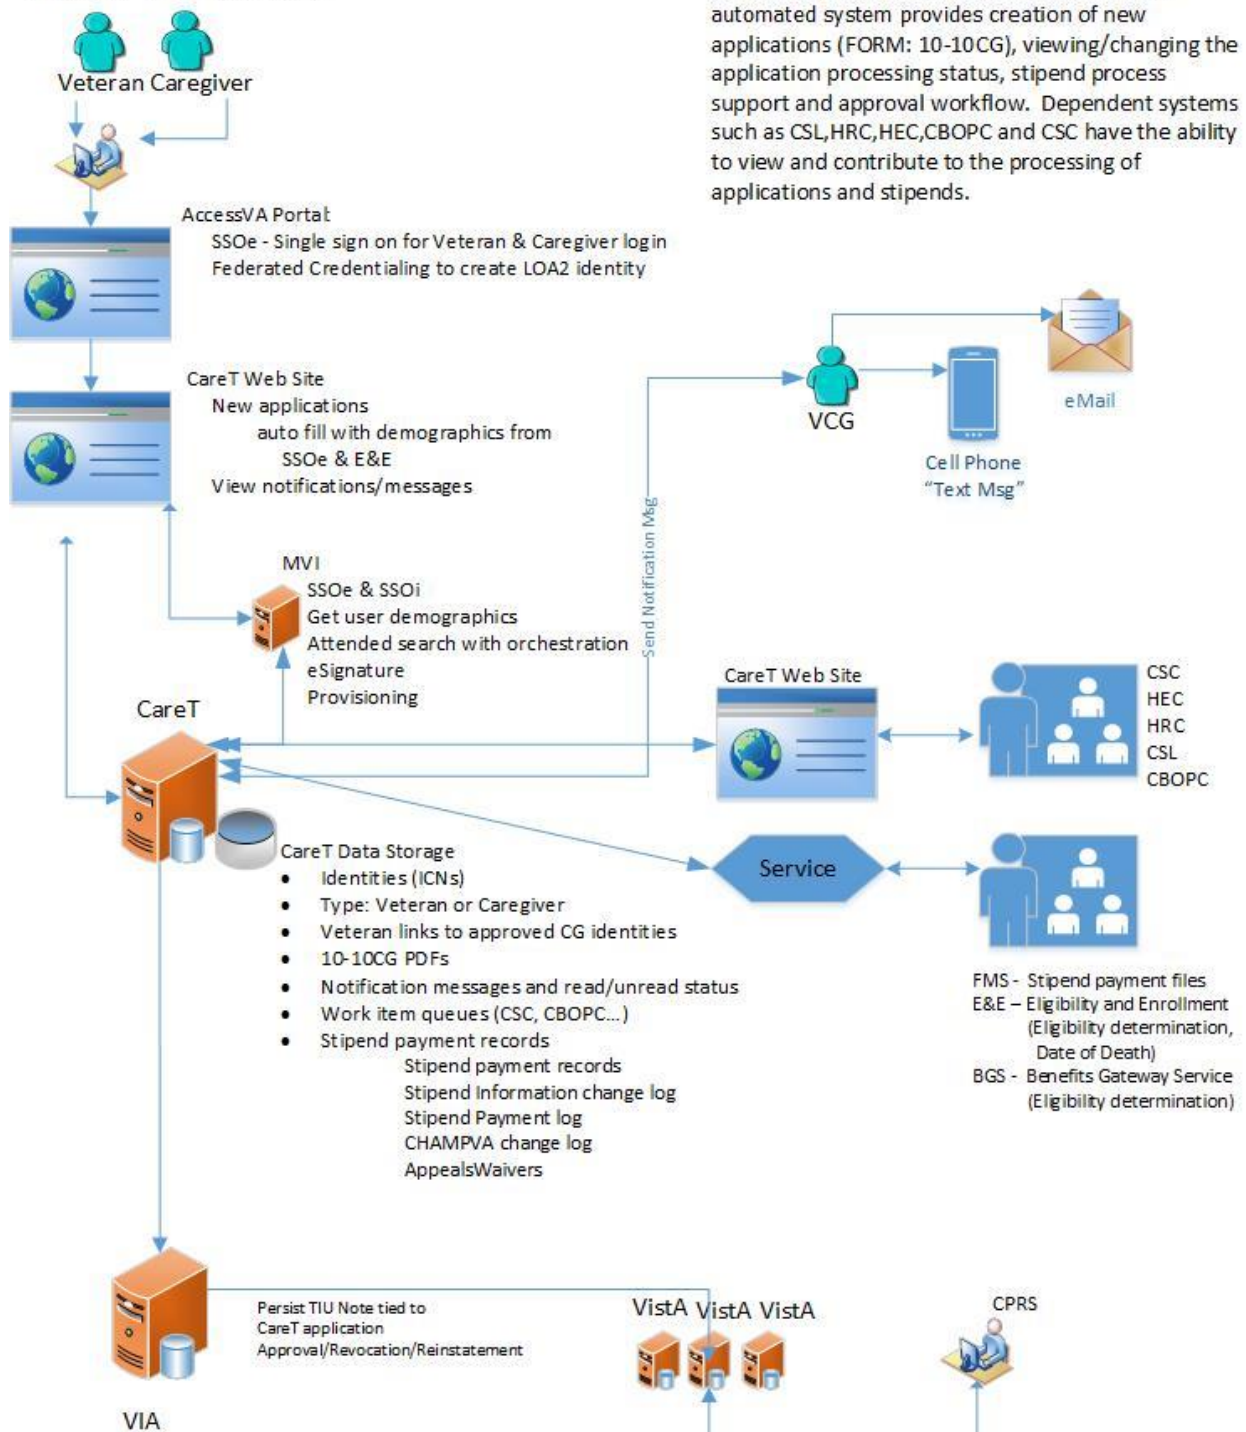 automated system provides creation of new
applications (FORM: 10-10CG), viewing/changing the
application processing status, stipend process
support and approval workflow. Dependent systems
such as CSL,HRC,HEC,CBOPC and CSC have the ability
to view and contribute to the processing of
applications and stipends.
Veteran Caregiver
AccessVA Portal:
SSOe - Single sign on for Veteran & Caregiver login
Federated Credentialing to create LOA2 identity
CareT Web Site
New applications
auto fill with demographics from
SSOe & E&E
View notifications/messages
VCG
Cell Phone
“Text Msg”
eMail
Send Notification Msg
MVI
SSOe & SSOi
Get user demographics
Attended search with orchestration
eSignature
Provisioning
CareT
CareT Web Site
CSC
HEC
HRC
CSL
CBOPC
Service
CareT Data Storage
• Identities (ICNs)
• Type: Veteran or Caregiver
• Veteran links to approved CG identities
• 10-10CG PDFs
• Notification messages and read/unread status
• Work item queues (CSC, CBOPC…)
• Stipend payment records
Stipend payment records
Stipend Information change log
Stipend Payment log
CHAMPVA change log
AppealsWaivers
FMS - Stipend payment files
E&E – Eligibility and Enrollment
(Eligibility determination,
Date of Death)
BGS - Benefits Gateway Service
(Eligibility determination)
Persist TIU Note tied to
CareT application
Approval/Revocation/Reinstatement
VistA VistA VistA
CPRS
VIA